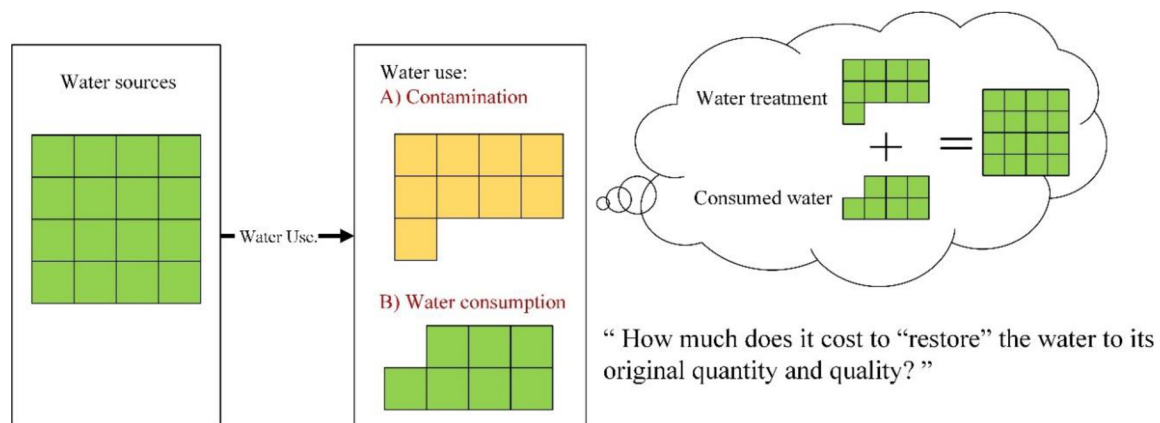 Water sources
Water Use.
Water use:
A) Contamination
B) Water consumption
Water treatment
+
=
Consumed water
“ How much does it cost to “restore” the water to its
original quantity and quality? ”